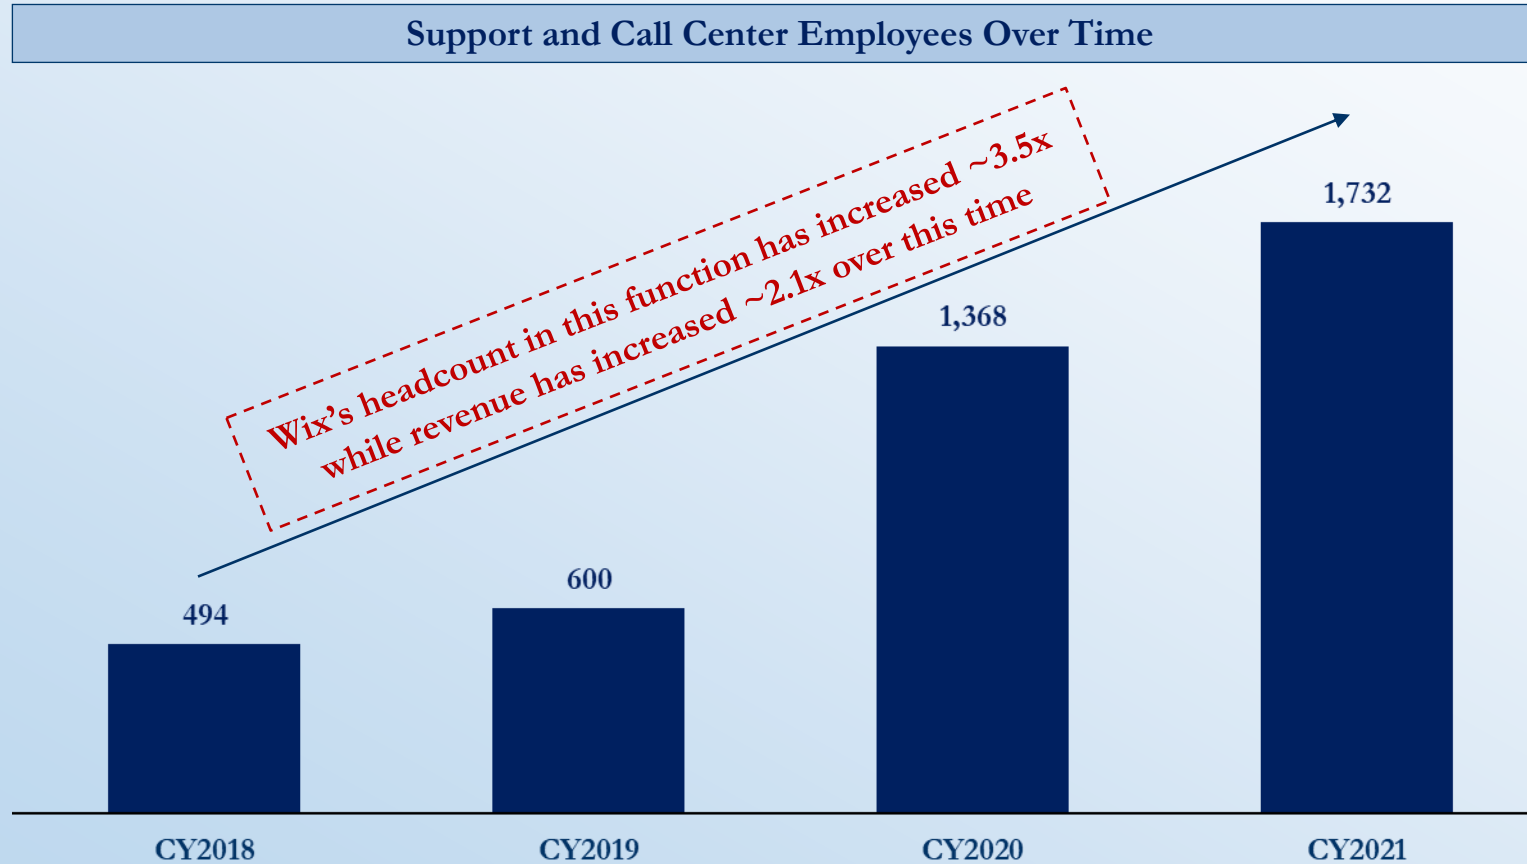 Support and Call Center Employees Over Time
Wix’s headcount in this function has increased ~3.5x
while revenue has increased ~2.1x over this time
494
600
1,368
1,732
CY2018
CY2019
CY2020
CY2021